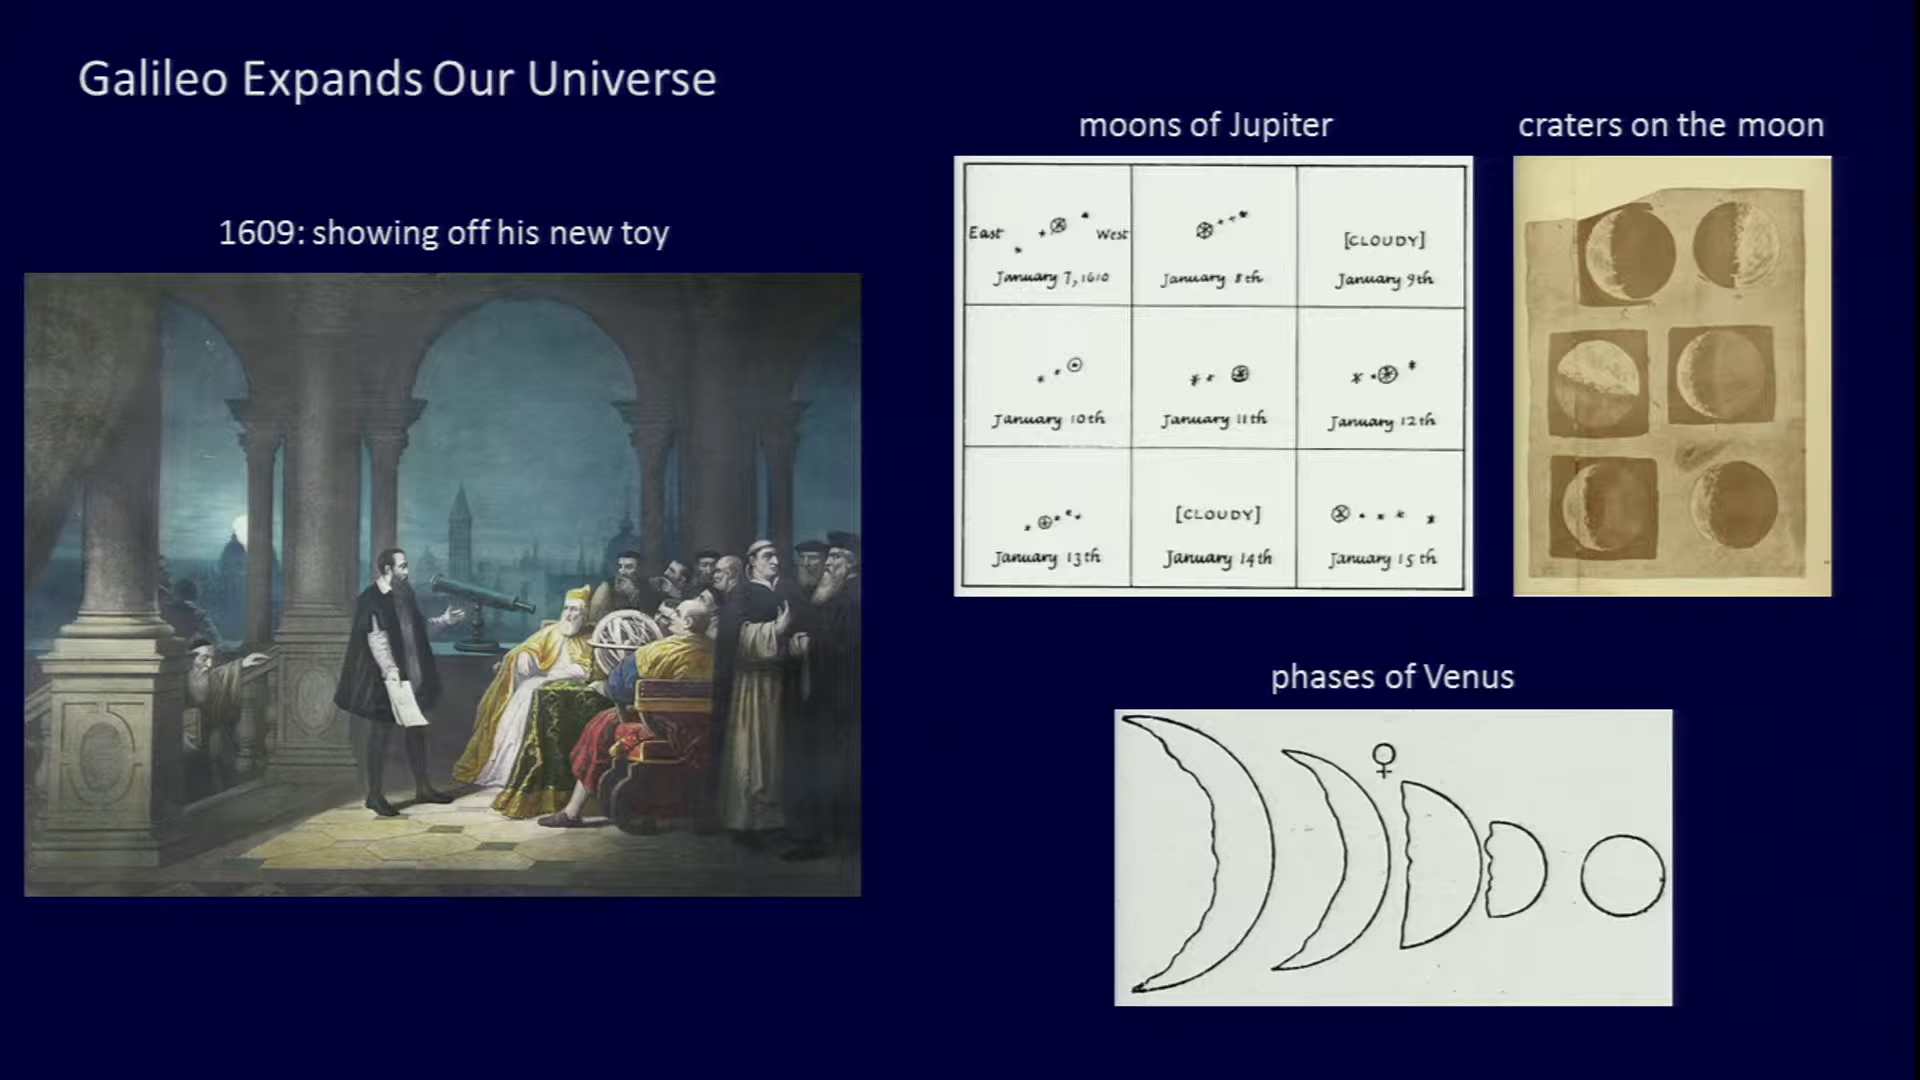 Galileo Expands Our Universe
1609: showing off his new toy
moons of Jupiter
East
West
January 7, 1610
January 8th
[CLOUDY]
January 9th
January 10th
January 11th
January 12th
January 13th
[CLOUDY]
January 14th
January 15th
craters on the moon
phases of Venus
♀